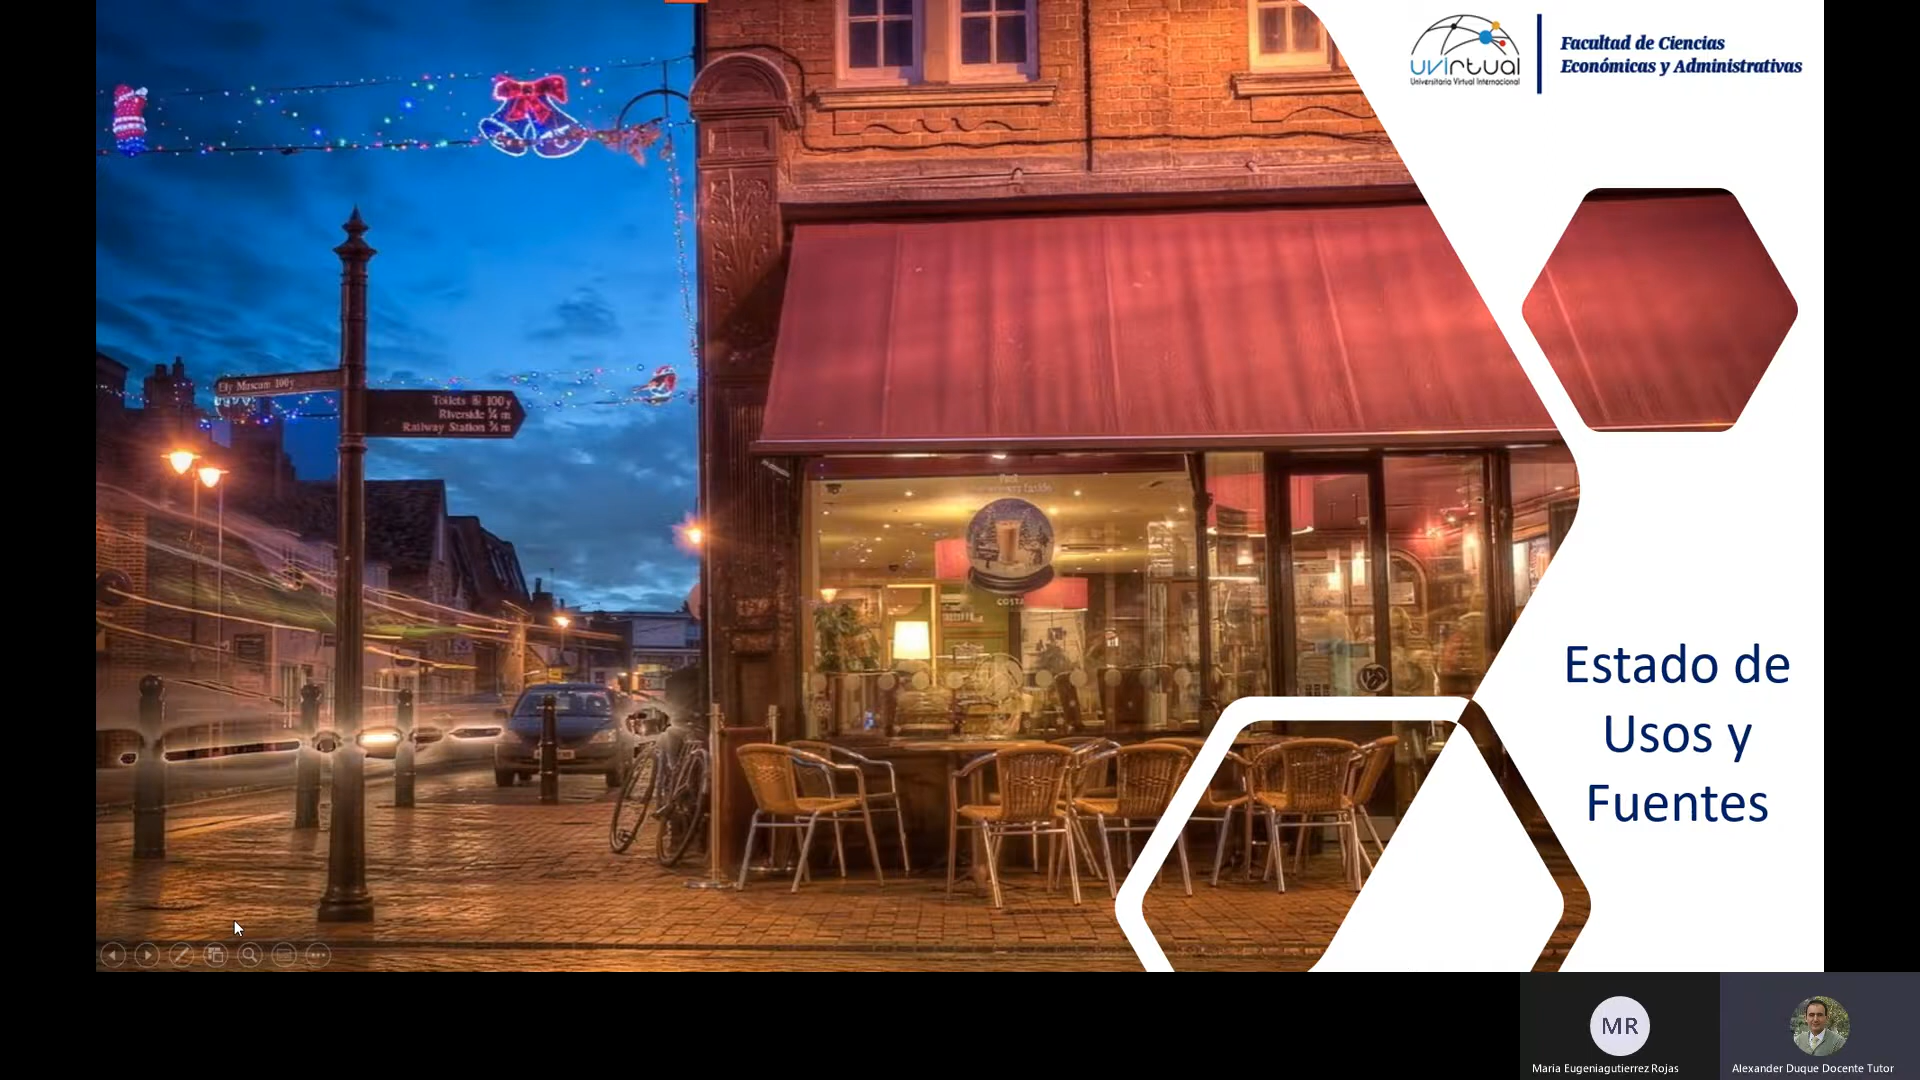 uvirtual
Universitaria Virtual Internacional
Facultad de Ciencias
Económicas y Administrativas
Ely Museum 100y
Toilets 100 y
Riverside ¼ m
Railway Station ¾ m
COSTA
Estado de
Usos y
Fuentes
MR
Maria Eugeniagutierrez Rojas
Alexander Duque Docente Tutor